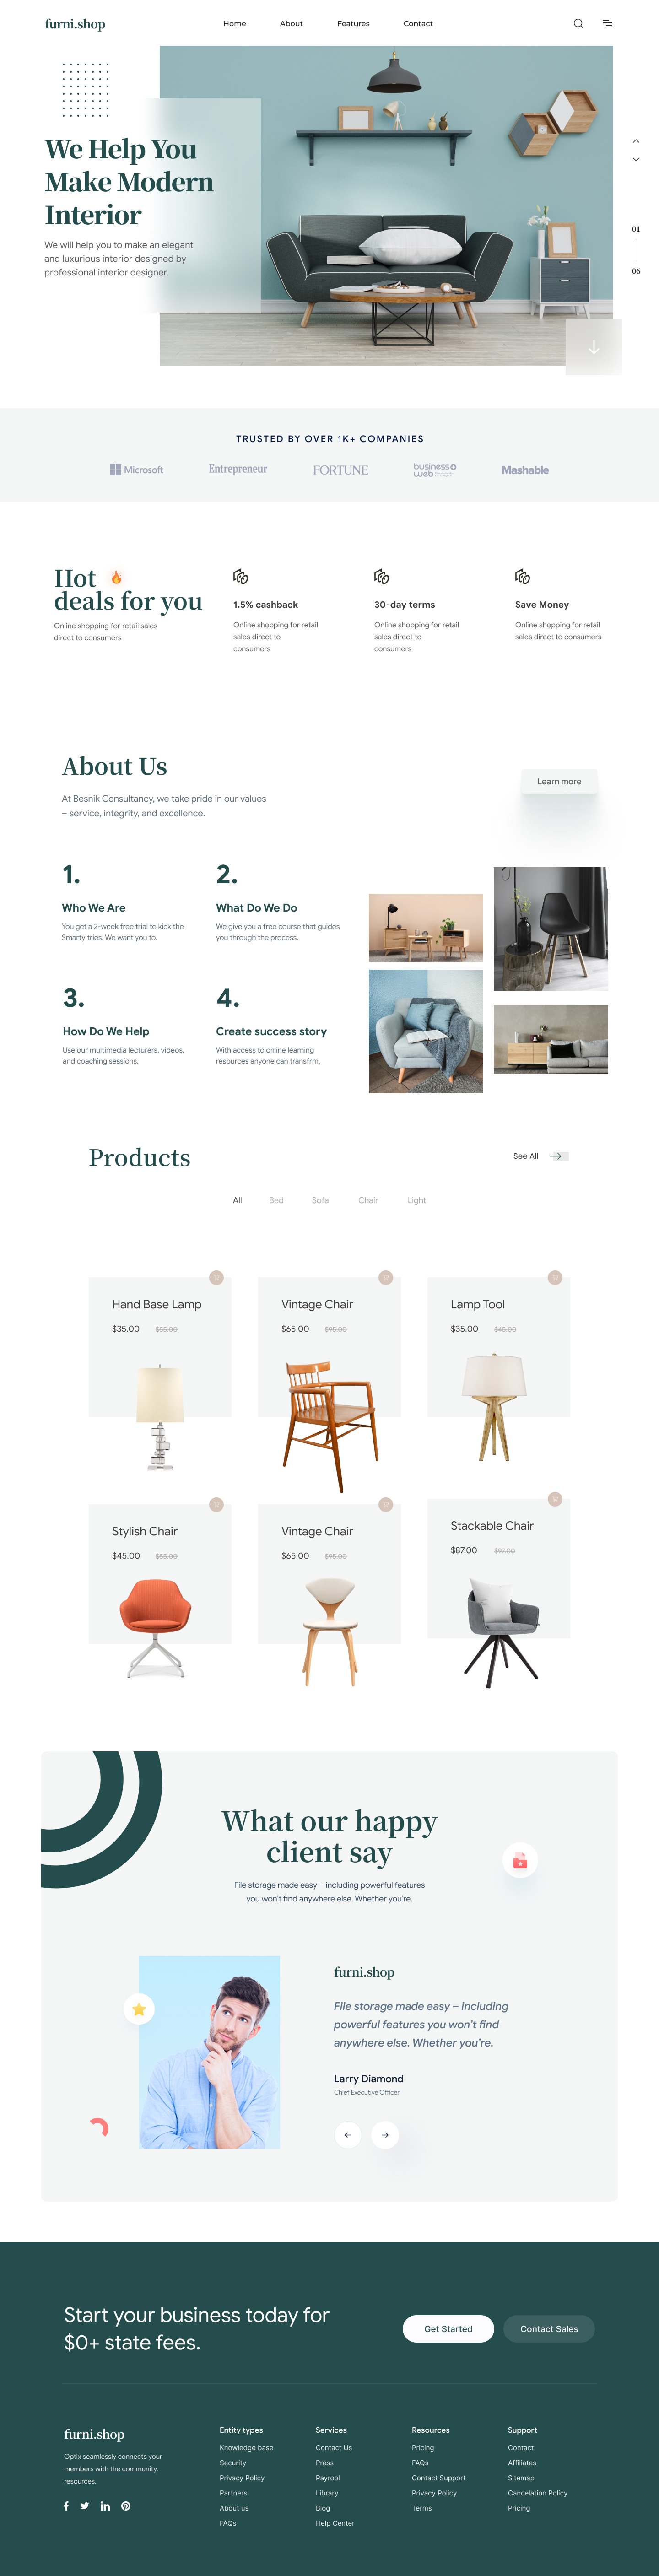 furni.shop
Home
About
Features
Contact
We Help You
Make Modern
Interior
We will help you to make an elegant
and luxurious interior designed by
professional interior designer.
01
06
TRUSTED BY OVER 1K+ COMPANIES
Microsoft
Entrepreneur
FORTUNE
business
web
Mashable
Hot
deals for you
Online shopping for retail sales
direct to consumers
1.5% cashback
Online shopping for retail
sales direct to
consumers
30-day terms
Online shopping for retail
sales direct to
consumers
Save Money
Online shopping for retail
sales direct to consumers
About Us
At Besnik Consultancy, we take pride in our values
– service, integrity, and excellence.
Learn more
1.
Who We Are
You get a 2-week free trial to kick the
Smarty tries. We want you to.
2.
What Do We Do
We give you a free course that guides
you through the process.
3.
How Do We Help
Use our multimedia lecturers, videos,
and coaching sessions.
4.
Create success story
With access to online learning
resources anyone can transfrm.
Products
See All
All
Bed
Sofa
Chair
Light
Hand Base Lamp
$35.00
$55.00
Vintage Chair
$65.00
$95.00
Lamp Tool
$35.00
$45.00
Stylish Chair
$45.00
$55.00
Vintage Chair
$65.00
$95.00
Stackable Chair
$87.00
$97.00
What our happy
client say
File storage made easy – including powerful features
you won't find anywhere else. Whether you're.
furni.shop
File storage made easy – including
powerful features you won't find
anywhere else. Whether you're.
Larry Diamond
Chief Executive Officer
Start your business today for
$0+ state fees.
Get Started
Contact Sales
furni.shop
Optix seamlessly connects your
members with the community,
resources.
Entity types
Knowledge base
Security
Privacy Policy
Partners
About us
FAQs
Services
Contact Us
Press
Payrool
Library
Blog
Help Center
Resources
Pricing
FAQs
Contact Support
Privacy Policy
Terms
Support
Contact
Affiliates
Sitemap
Cancelation Policy
Pricing